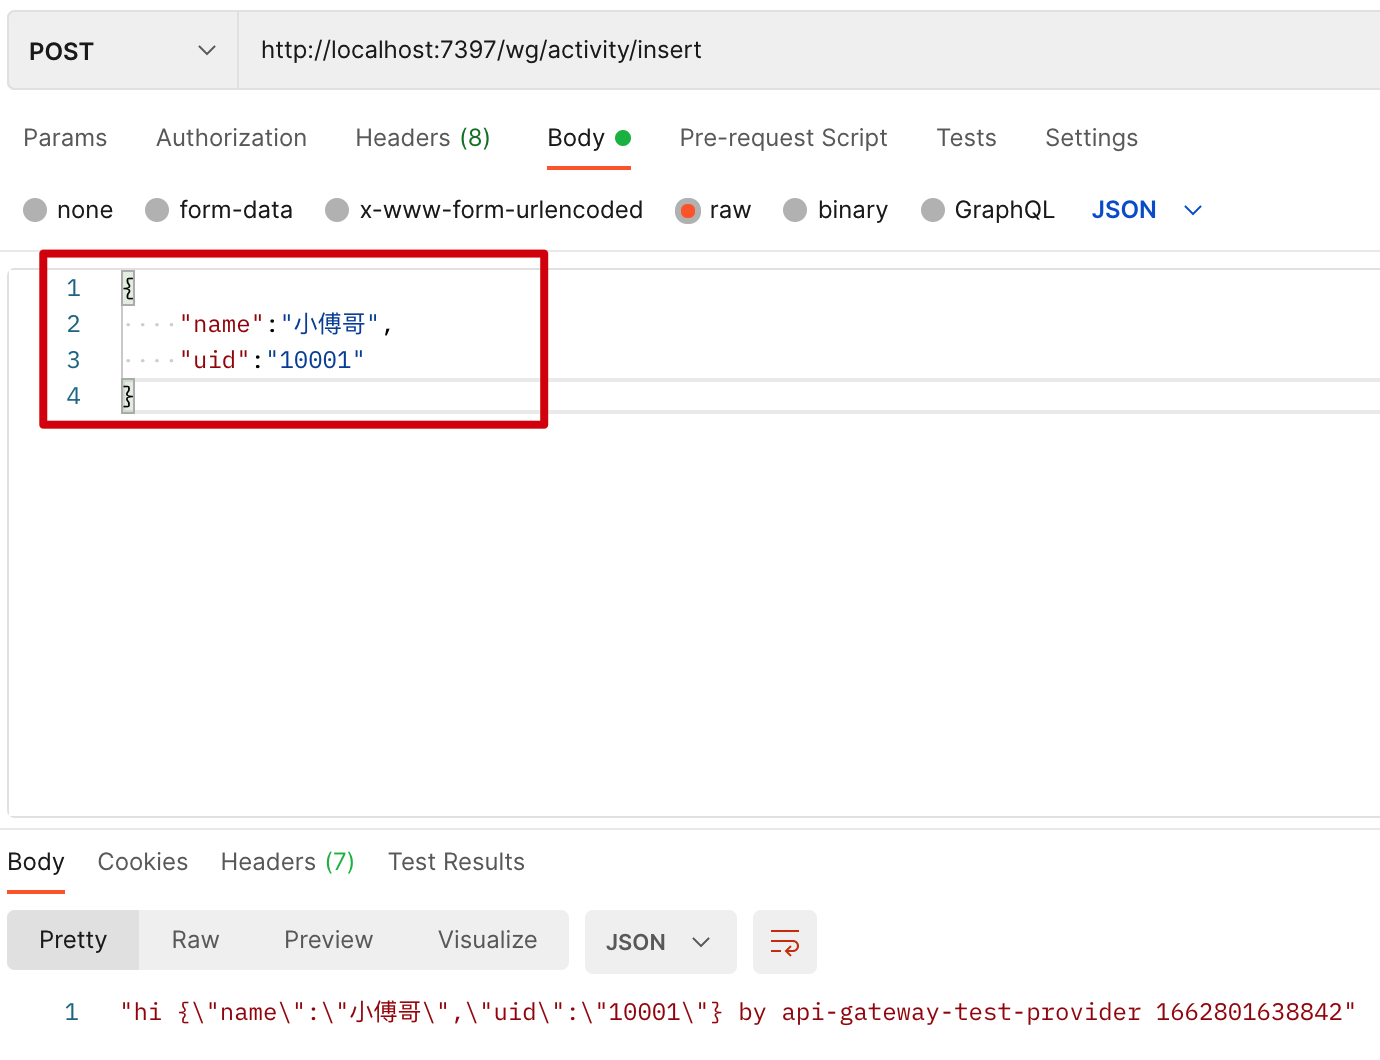 POST http://localhost:7397/wg/activity/insert
Params Authorization Headers (8) Body Pre-request Script Tests Settings
none form-data x-www-form-urlencoded raw binary GraphQL JSON
1 {
2 "name":"小傅哥",
3 "uid":"10001"
4 }
Body Cookies Headers (7) Test Results
Pretty Raw Preview Visualize JSON
1 "hi {\"name\":\"小傅哥\",\"uid\":\"10001\"} by api-gateway-test-provider 1662801638842"